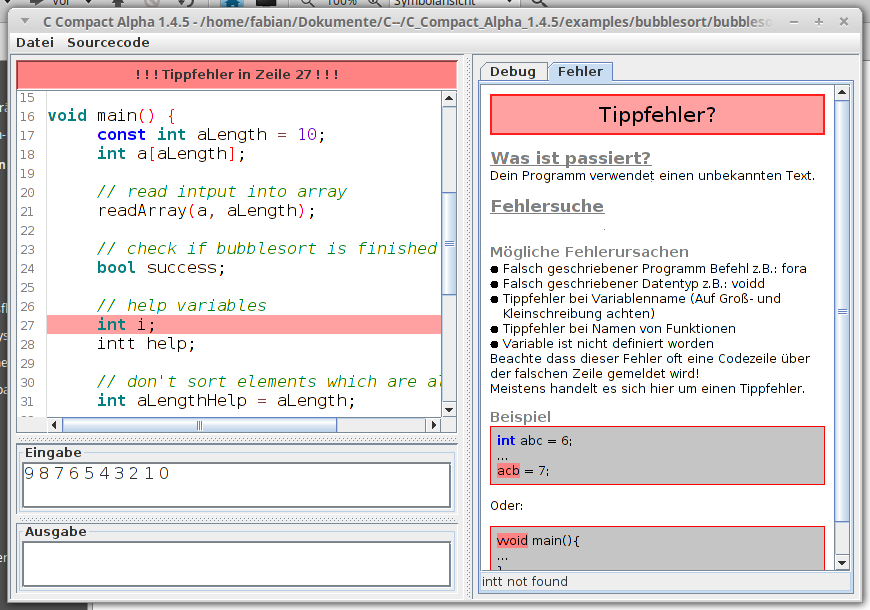 vor
100%
Symbolansicht
C Compact Alpha 1.4.5 - /home/fabian/Dokumente/C--/C_Compact_Alpha_1.4.5/examples/bubblesort/bubbleso
Datei Sourcecode
! ! ! Tippfehler in Zeile 27 ! ! !
15
16 void main() {
17 const int aLength = 10;
18 int a[aLength];
19
20 // read intput into array
21 readArray(a, aLength);
22
23 // check if bubblesort is finished
24 bool success;
25
26 // help variables
27 int i;
28 intt help;
29
30 // don't sort elements which are al
31 int aLengthHelp = aLength;
Eingabe
9 8 7 6 5 4 3 2 1 0
Ausgabe
Debug Fehler
Tippfehler?
Was ist passiert?
Dein Programm verwendet einen unbekannten Text.
Fehlersuche
Mögliche Fehlerursachen
● Falsch geschriebener Programm Befehl z.B.: fora
● Falsch geschriebener Datentyp z.B.: voidd
● Tippfehler bei Variablenname (Auf Groß- und
Kleinschreibung achten)
● Tippfehler bei Namen von Funktionen
● Variable ist nicht definiert worden
Beachte dass dieser Fehler oft eine Codezeile über
der falschen Zeile gemeldet wird!
Meistens handelt es sich hier um einen Tippfehler.
Beispiel
int abc = 6;
...
acb = 7;
Oder:
vvoid main(){
...
}
intt not found